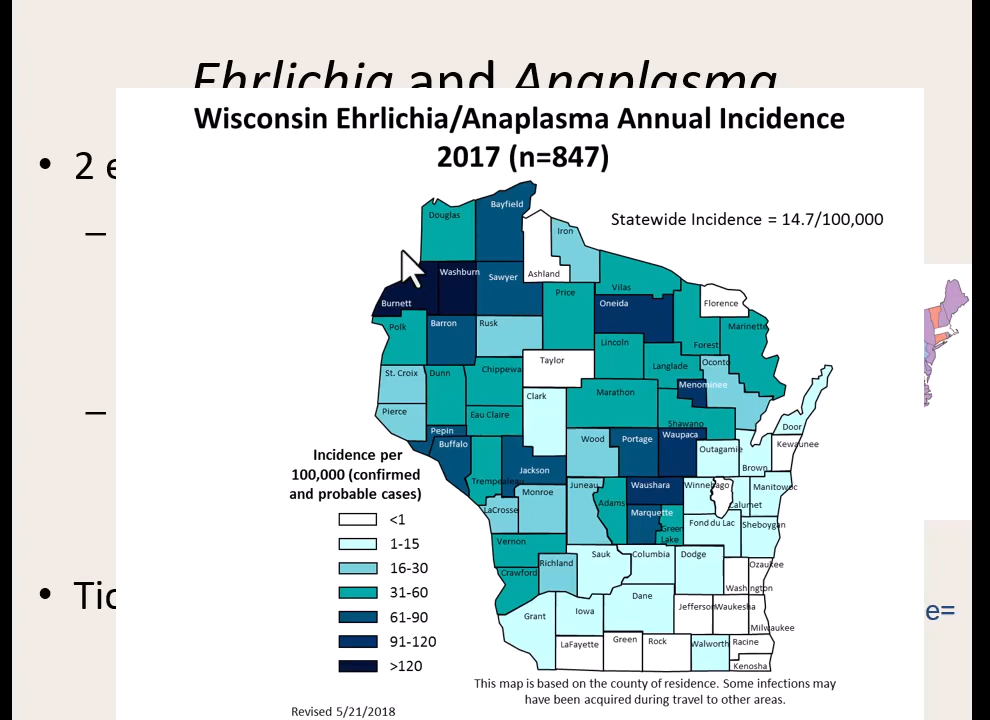 Ehrlichia and Anaplasma
Wisconsin Ehrlichia/Anaplasma Annual Incidence
2017 (n=847)
• 2 e
–
Statewide Incidence = 14.7/100,000
Douglas
Bayfield
Iron
Ashland
Washburn
Sawyer
Burnett
Vilas
Price
Oneida
Florence
Polk
Barron
Rusk
Marinette
Forest
Lincoln
Taylor
Langlade
Oconto
St. Croix
Dunn
Chippewa
Menominee
Marathon
Clark
Pierce
Eau Claire
–
Shawano
Door
Pepin
Buffalo
Wood
Portage
Waupaca
Kewaunee
Outagamie
Brown
Jackson
Trempealeau
Monroe
Juneau
Waushara
Winnebago
Manitowoc
Calumet
LaCrosse
Adams
Marquette
Green
Lake
Fond du Lac
Sheboygan
Vernon
Richland
Sauk
Columbia
Dodge
Ozaukee
Crawford
Washington
Dane
Grant
Iowa
Jefferson
Waukesha
Milwaukee
LaFayette
Green
Rock
Walworth
Racine
Kenosha
Incidence per
100,000 (confirmed
and probable cases)
<1
1-15
16-30
31-60
61-90
91-120
>120
• Tic
e=
This map is based on the county of residence. Some infections may
have been acquired during travel to other areas.
Revised 5/21/2018